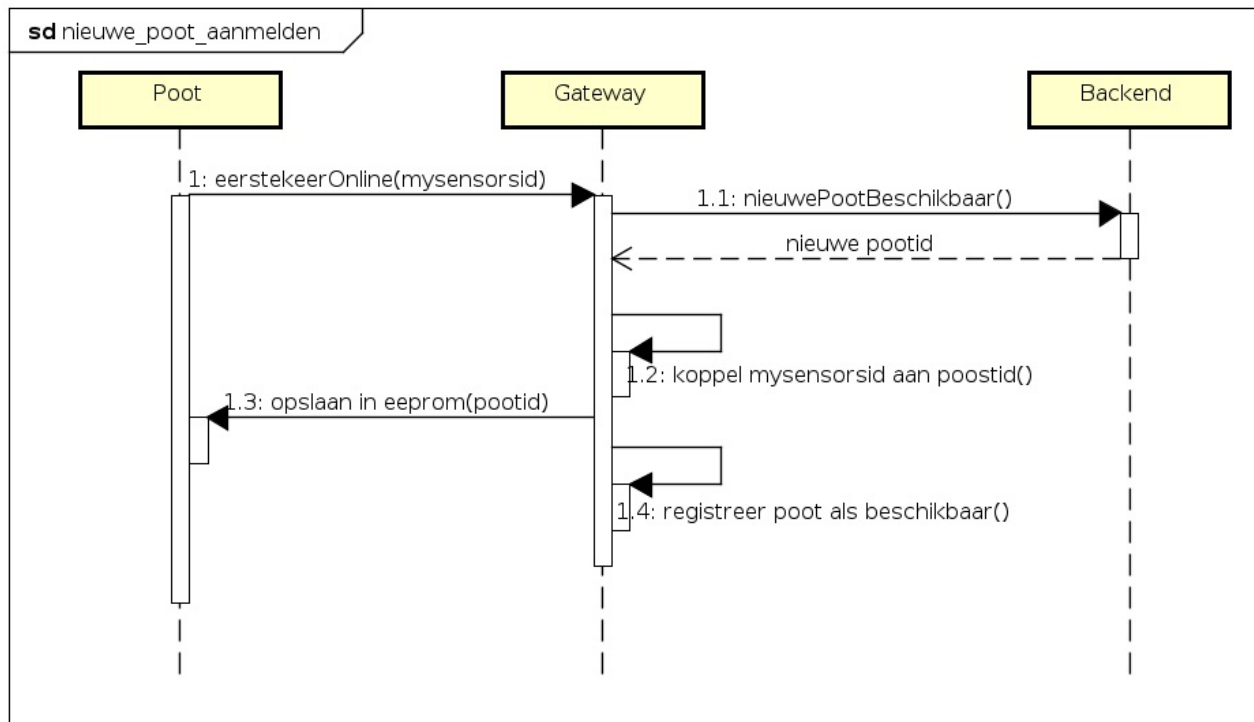 sd nieuwe_poot_aanmelden
Poot
Gateway
Backend
1: eerstekeerOnline(mysensorsid)
1.1: nieuwePootBeschikbaar()
nieuwe pootid
1.2: koppel mysensorsid aan poostid()
1.3: opslaan in eeprom(pootid)
1.4: registreer poot als beschikbaar()